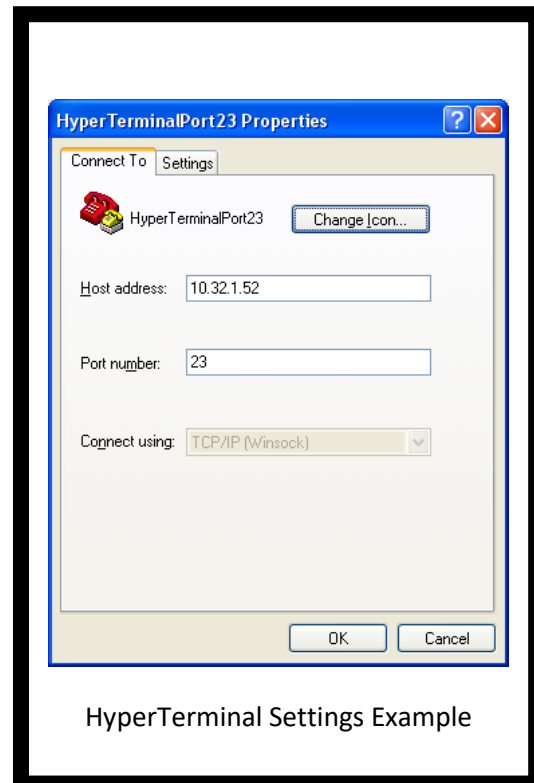 HyperTerminalPort23 Properties
Connect To Settings
HyperTerminalPort23 Change Icon...
Host address: 10.32.1.52
Port number: 23
Connect using: TCP/IP (Winsock)
OK Cancel
HyperTerminal Settings Example